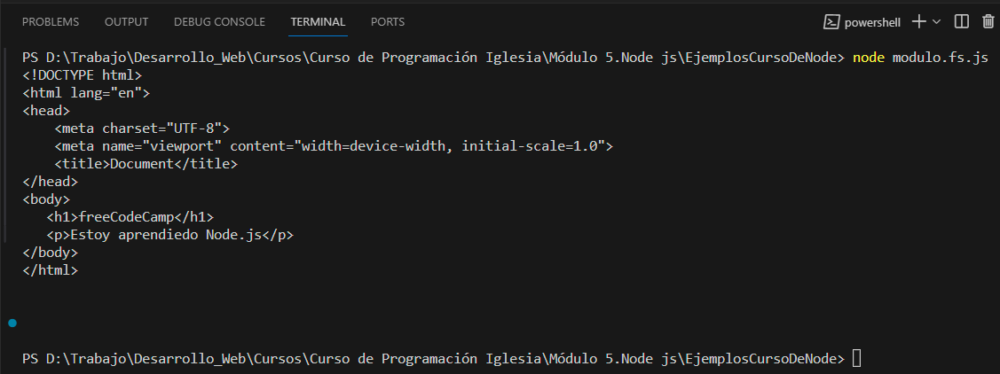 PROBLEMS OUTPUT DEBUG CONSOLE TERMINAL PORTS powershell
PS D:\Trabajo\Desarrollo_Web\Cursos\Curso de Programación Iglesia\Módulo 5.Node js\EjemplosCursoDeNode> node modulo.fs.js
<!DOCTYPE html>
<html lang="en">
<head>
    <meta charset="UTF-8">
    <meta name="viewport" content="width=device-width, initial-scale=1.0">
    <title>Document</title>
</head>
<body>
   <h1>freeCodeCamp</h1>
   <p>Estoy aprendiedo Node.js</p>
</body>
</html>
PS D:\Trabajo\Desarrollo_Web\Cursos\Curso de Programación Iglesia\Módulo 5.Node js\EjemplosCursoDeNode>